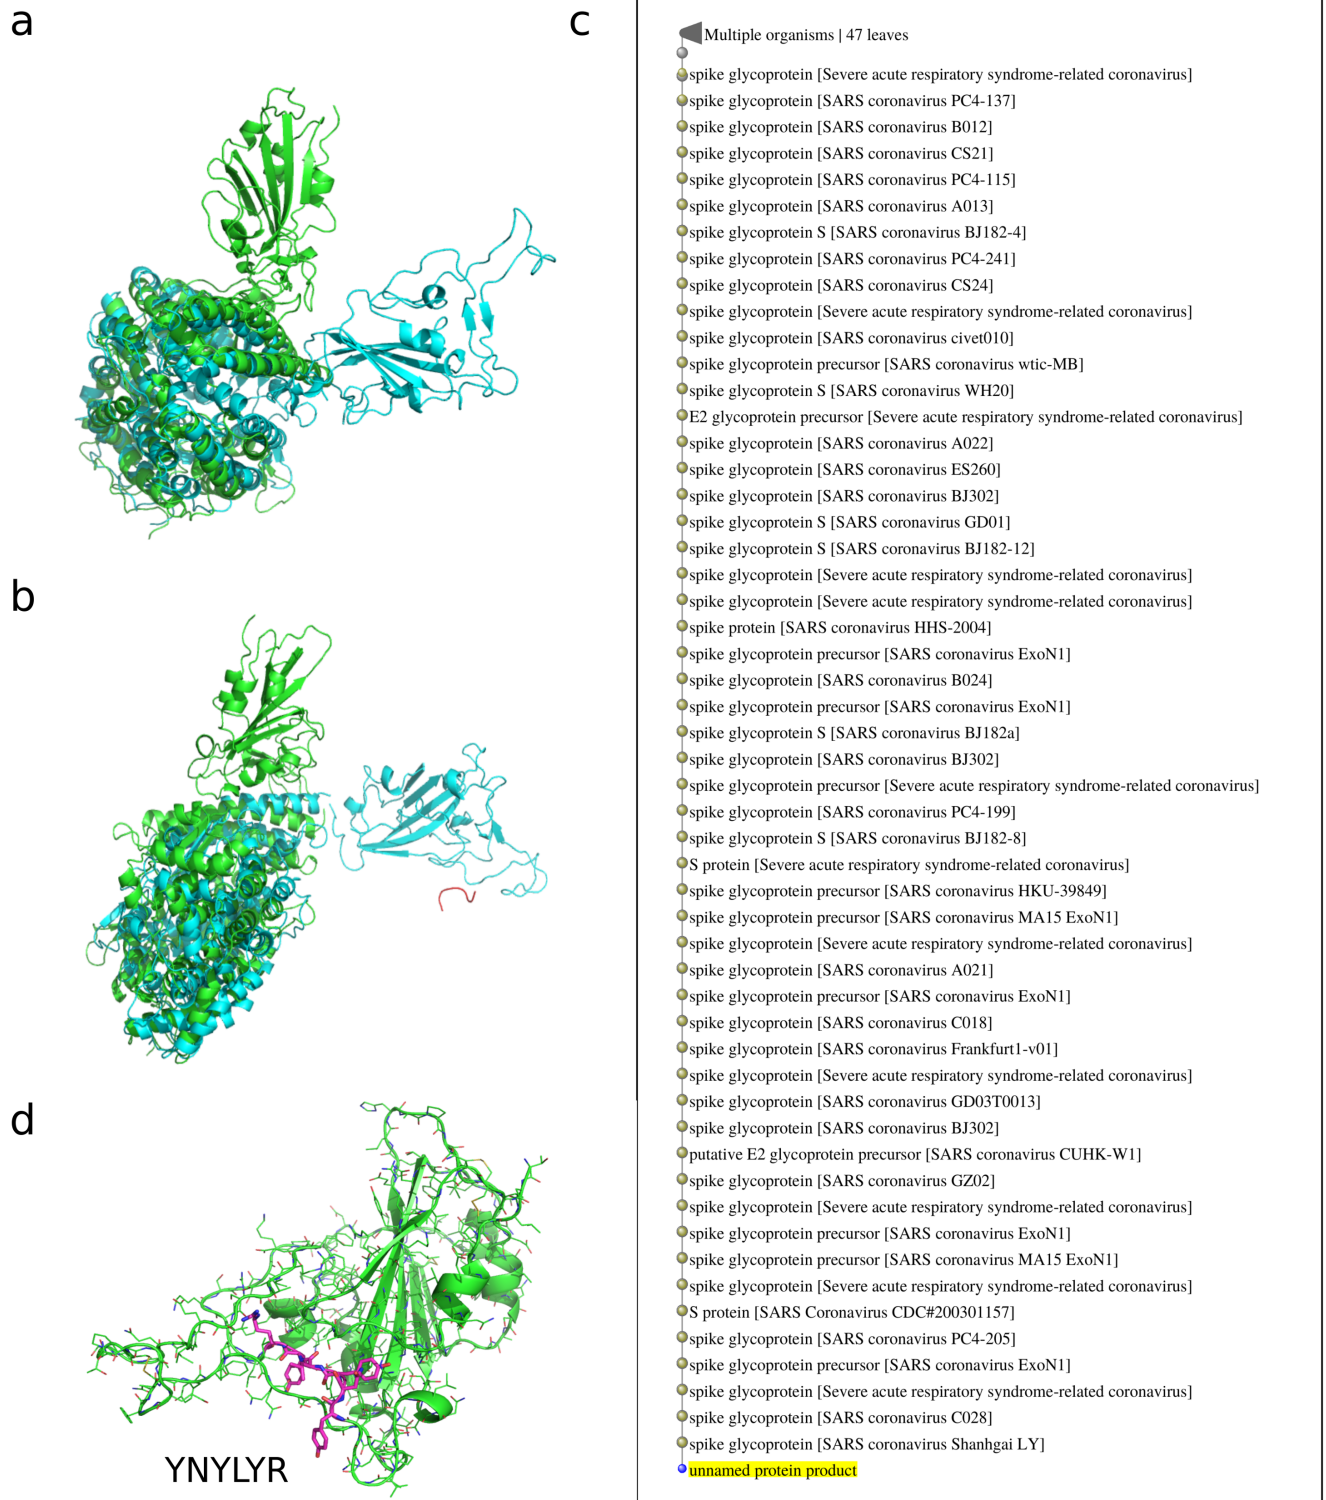 a
b
d
YNYLYR
c
Multiple organisms | 47 leaves
spike glycoprotein [Severe acute respiratory syndrome-related coronavirus]
spike glycoprotein [SARS coronavirus PC4-137]
spike glycoprotein [SARS coronavirus B012]
spike glycoprotein [SARS coronavirus CS21]
spike glycoprotein [SARS coronavirus PC4-115]
spike glycoprotein [SARS coronavirus A013]
spike glycoprotein S [SARS coronavirus BJ182-4]
spike glycoprotein [SARS coronavirus PC4-241]
spike glycoprotein [SARS coronavirus CS24]
spike glycoprotein [Severe acute respiratory syndrome-related coronavirus]
spike glycoprotein [SARS coronavirus civet010]
spike glycoprotein precursor [SARS coronavirus wtic-MB]
spike glycoprotein S [SARS coronavirus WH20]
E2 glycoprotein precursor [Severe acute respiratory syndrome-related coronavirus]
spike glycoprotein [SARS coronavirus A022]
spike glycoprotein [SARS coronavirus ES260]
spike glycoprotein [SARS coronavirus BJ302]
spike glycoprotein S [SARS coronavirus GD01]
spike glycoprotein S [SARS coronavirus BJ182-12]
spike glycoprotein [Severe acute respiratory syndrome-related coronavirus]
spike glycoprotein [Severe acute respiratory syndrome-related coronavirus]
spike protein [SARS coronavirus HHS-2004]
spike glycoprotein precursor [SARS coronavirus ExoN1]
spike glycoprotein [SARS coronavirus B024]
spike glycoprotein precursor [SARS coronavirus ExoN1]
spike glycoprotein S [SARS coronavirus BJ182a]
spike glycoprotein [SARS coronavirus BJ302]
spike glycoprotein precursor [Severe acute respiratory syndrome-related coronavirus]
spike glycoprotein [SARS coronavirus PC4-199]
spike glycoprotein S [SARS coronavirus BJ182-8]
S protein [Severe acute respiratory syndrome-related coronavirus]
spike glycoprotein precursor [SARS coronavirus HKU-39849]
spike glycoprotein precursor [SARS coronavirus MA15 ExoN1]
spike glycoprotein [Severe acute respiratory syndrome-related coronavirus]
spike glycoprotein [SARS coronavirus A021]
spike glycoprotein precursor [SARS coronavirus ExoN1]
spike glycoprotein [SARS coronavirus C018]
spike glycoprotein [SARS coronavirus Frankfurt1-v01]
spike glycoprotein [Severe acute respiratory syndrome-related coronavirus]
spike glycoprotein [SARS coronavirus GD03T0013]
spike glycoprotein [SARS coronavirus BJ302]
putative E2 glycoprotein precursor [SARS coronavirus CUHK-W1]
spike glycoprotein [SARS coronavirus GZ02]
spike glycoprotein [Severe acute respiratory syndrome-related coronavirus]
spike glycoprotein precursor [SARS coronavirus ExoN1]
spike glycoprotein precursor [SARS coronavirus MA15 ExoN1]
spike glycoprotein [Severe acute respiratory syndrome-related coronavirus]
S protein [SARS Coronavirus CDC#200301157]
spike glycoprotein [SARS coronavirus PC4-205]
spike glycoprotein precursor [SARS coronavirus ExoN1]
spike glycoprotein [Severe acute respiratory syndrome-related coronavirus]
spike glycoprotein [SARS coronavirus C028]
spike glycoprotein [SARS coronavirus Shanhgai LY]
unnamed protein product